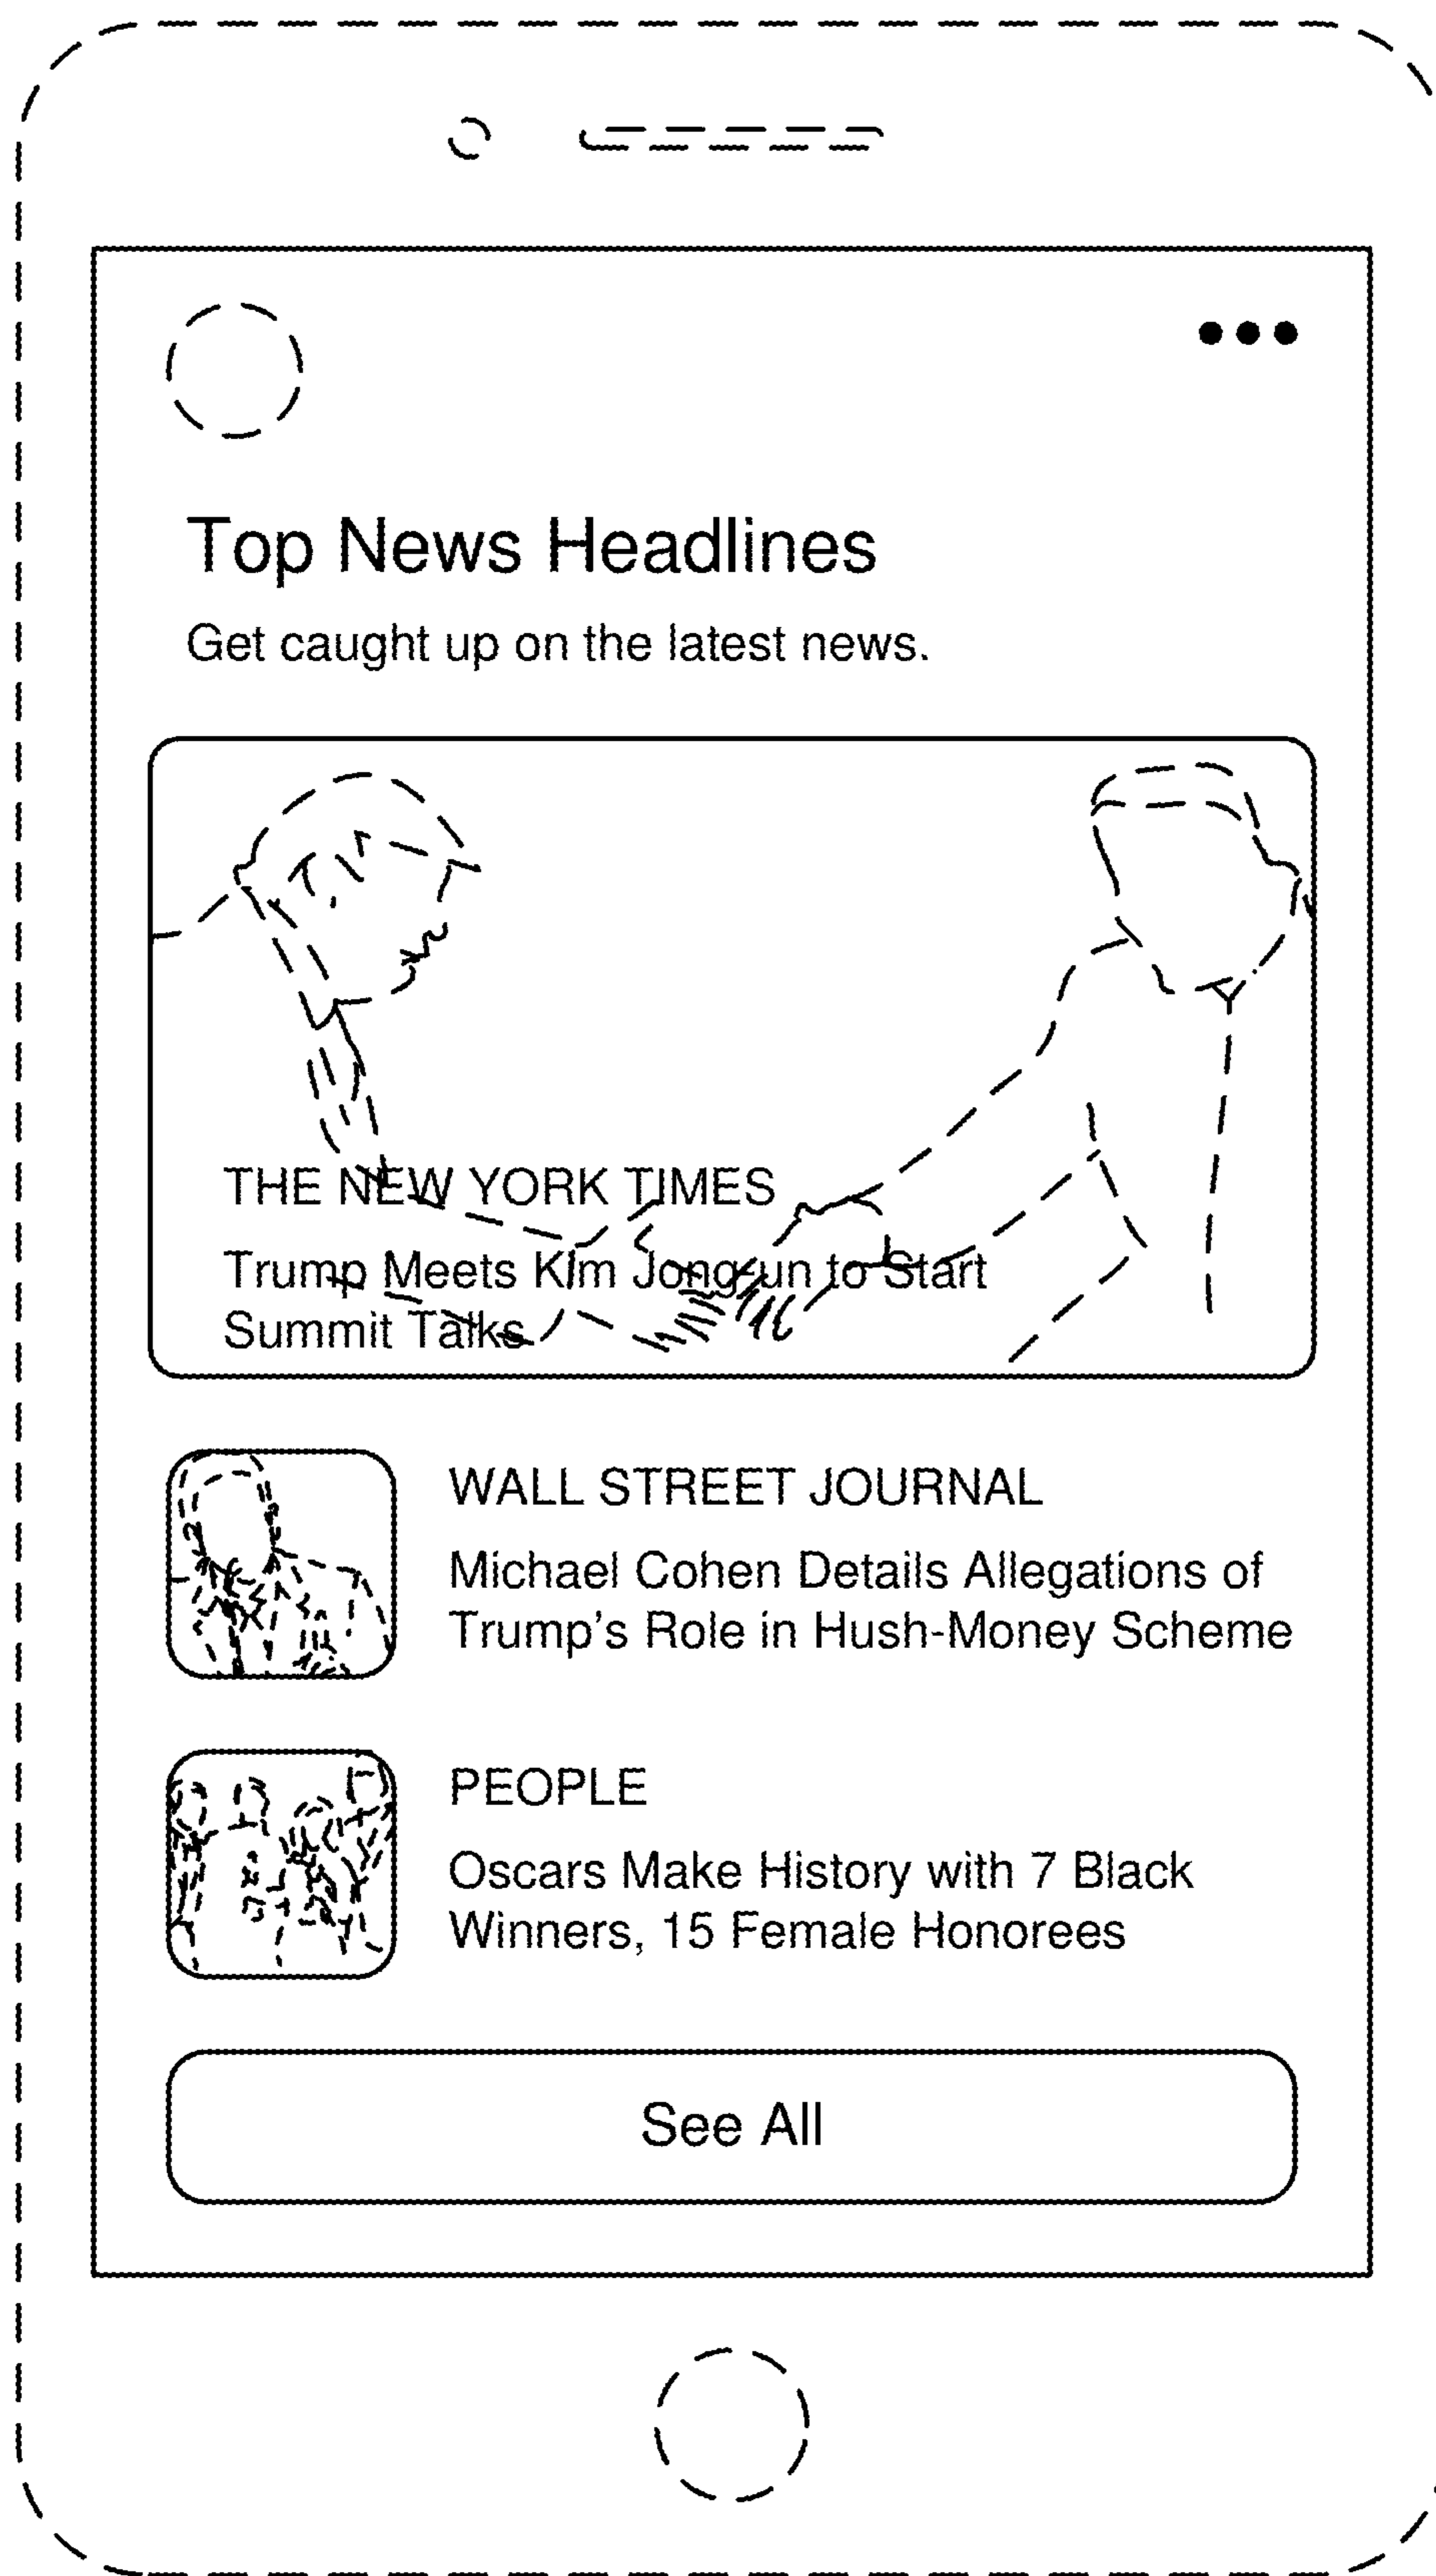 Top News Headlines
Get caught up on the latest news.
THE NEW YORK TIMES
Trump Meets Kim Jong-un to Start
Summit Talks
WALL STREET JOURNAL
Michael Cohen Details Allegations of
Trump's Role in Hush-Money Scheme
PEOPLE
Oscars Make History with 7 Black
Winners, 15 Female Honorees
See All